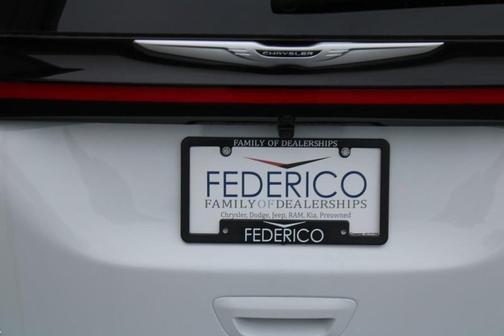 CHRYSLER
FAMILY OF DEALERSHIPS
FEDERICO
FAMILY OF DEALERSHIPS
Chrysler, Dodge, Jeep, RAM, Kia, Preowned
FEDERICO